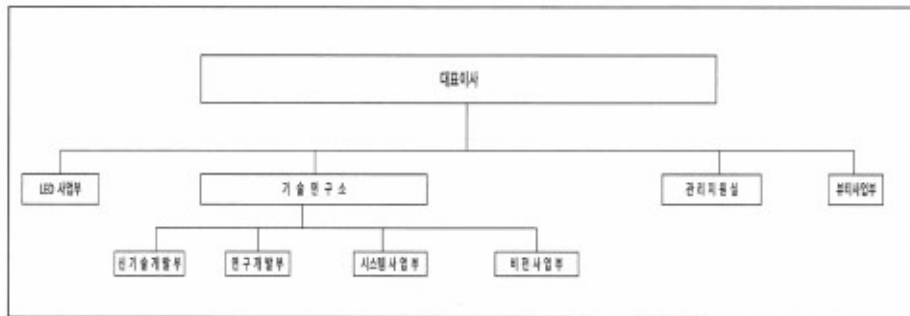 대표이사
LED 사업부
기 술 연 구 소
관 리 지 원 실
뷰티사업부
신 기 술 개 발 부
연 구 개 발 부
시 스 템 사 업 부
비 전 사 업 부